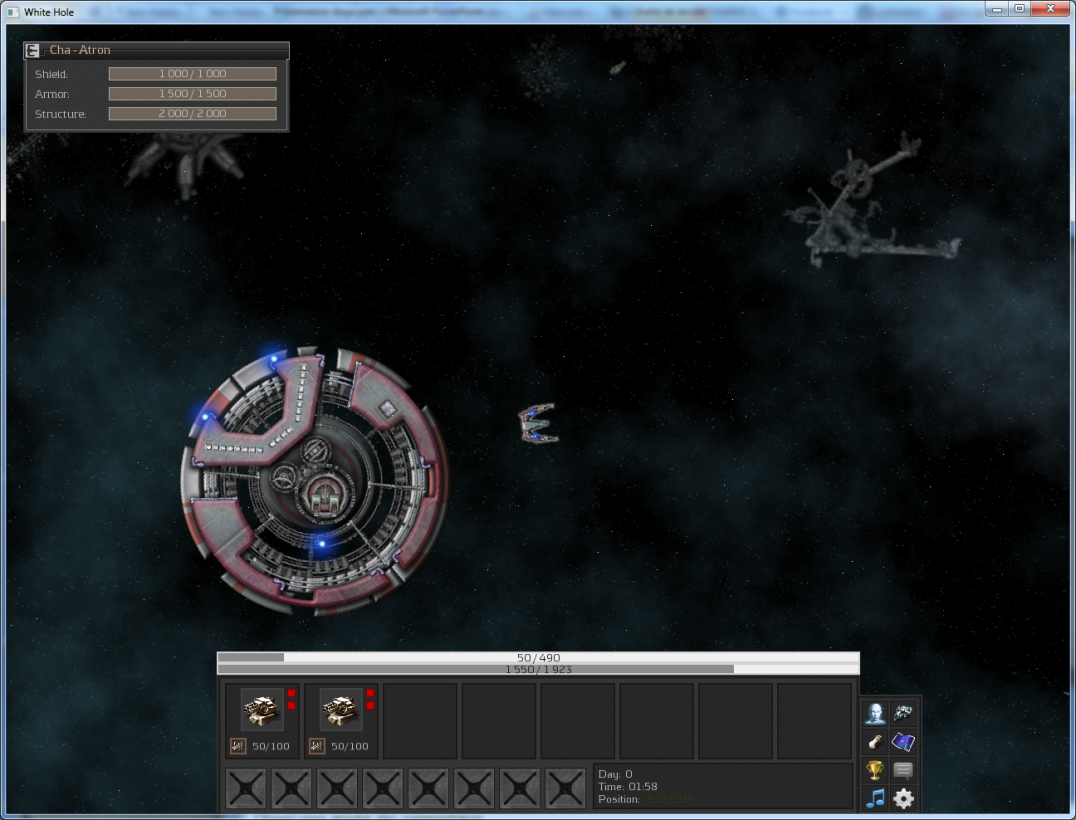 White Hole
E Cha - Atron
Shield: 1 000 / 1 000
Armor: 1 500 / 1 500
Structure: 2 000 / 2 000
50 / 490
1 550 / 1 923
50/100 50/100
Day: 0
Time: 01:58
Position: